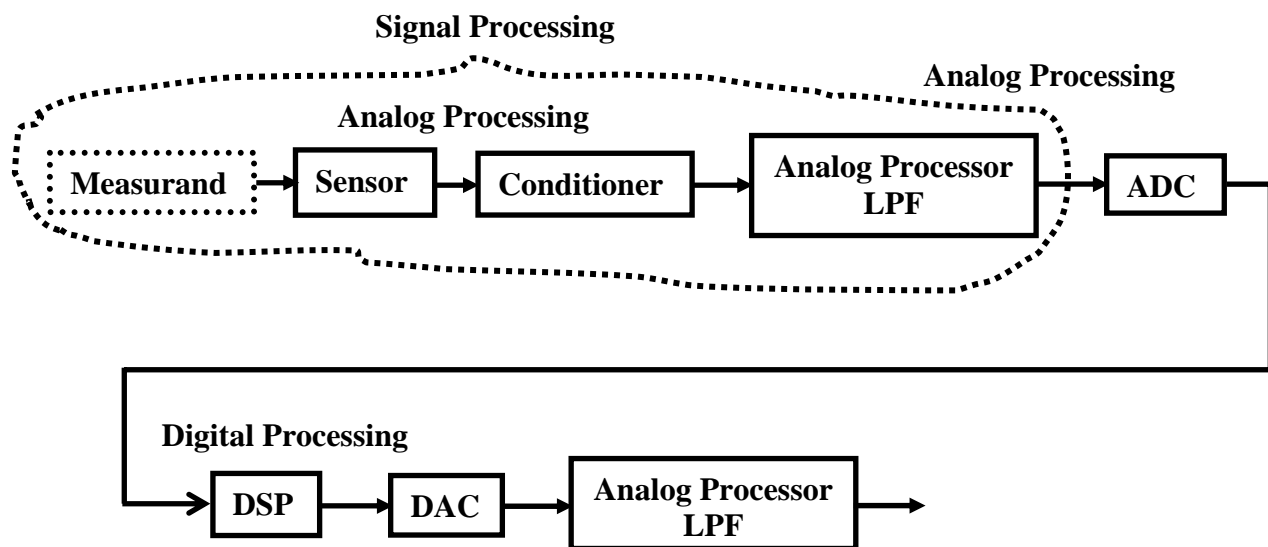 Signal Processing
Analog Processing
Analog Processing
Measurand
Sensor
Conditioner
Analog Processor
LPF
ADC
Digital Processing
DSP
DAC
Analog Processor
LPF